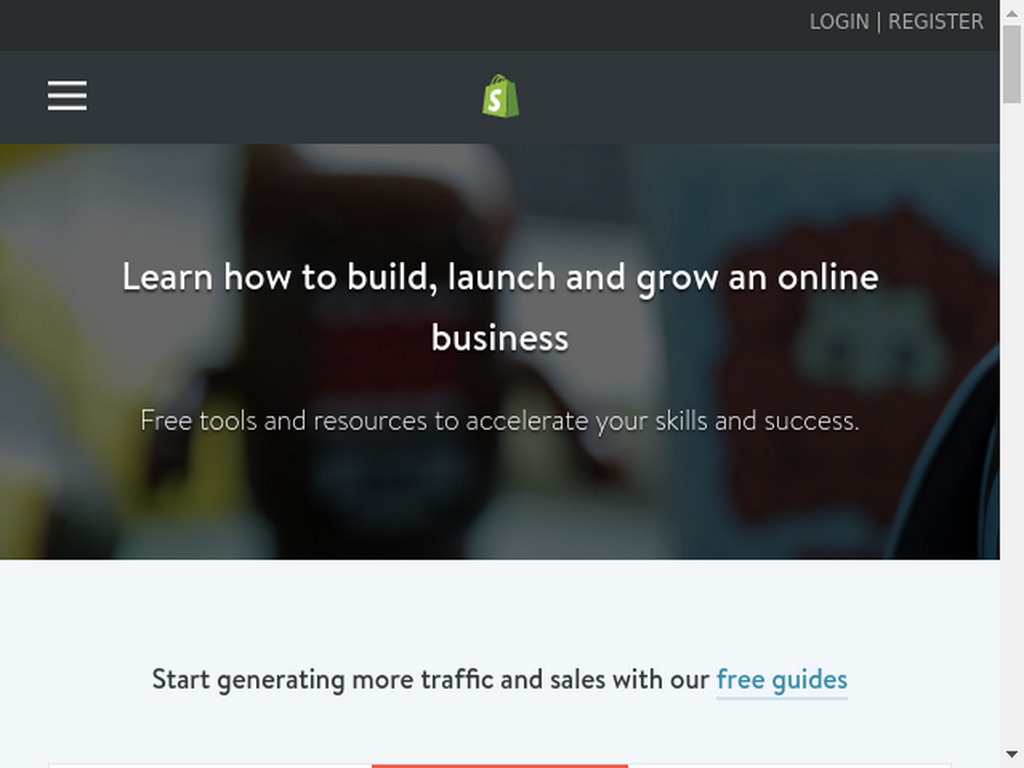 LOGIN | REGISTER
S
Learn how to build, launch and grow an online
business
Free tools and resources to accelerate your skills and success.
Start generating more traffic and sales with our free guides